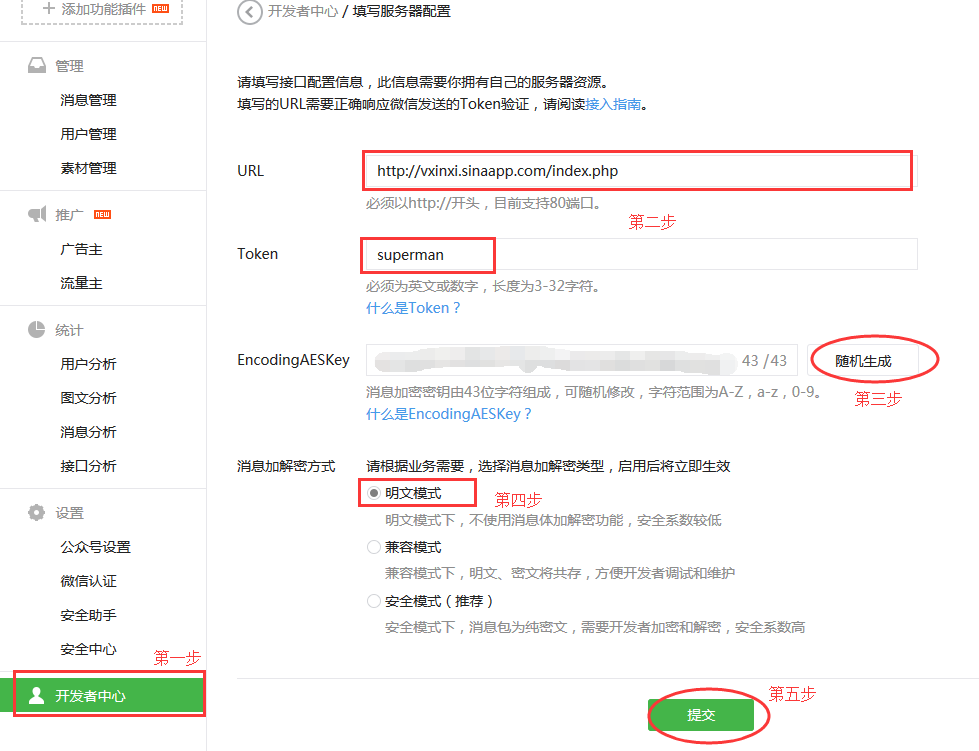 添加功能插件 NEW
管理
消息管理
用户管理
素材管理
推广 NEW
广告主
流量主
统计
用户分析
图文分析
消息分析
接口分析
设置
公众号设置
微信认证
安全助手
安全中心
第一步
开发者中心
开发者中心 / 填写服务器配置
请填写接口配置信息，此信息需要你拥有自己的服务器资源。
填写的URL需要正确响应微信发送的Token验证，请阅读接入指南。
URL
http://vxinxi.sinaapp.com/index.php
必须以http://开头，目前支持80端口。
第二步
Token
superman
必须为英文或数字，长度为3-32字符。
什么是Token？
EncodingAESKey
43 /43
随机生成
消息加密密钥由43位字符组成，可随机修改，字符范围为A-Z，a-z，0-9。
第三步
什么是EncodingAESKey？
消息加解密方式
请根据业务需要，选择消息加解密类型，启用后将立即生效
明文模式
第四步
明文模式下，不使用消息体加解密功能，安全系数较低
兼容模式
兼容模式下，明文、密文将共存，方便开发者调试和维护
安全模式（推荐）
安全模式下，消息包为纯密文，需要开发者加密和解密，安全系数高
提交
第五步